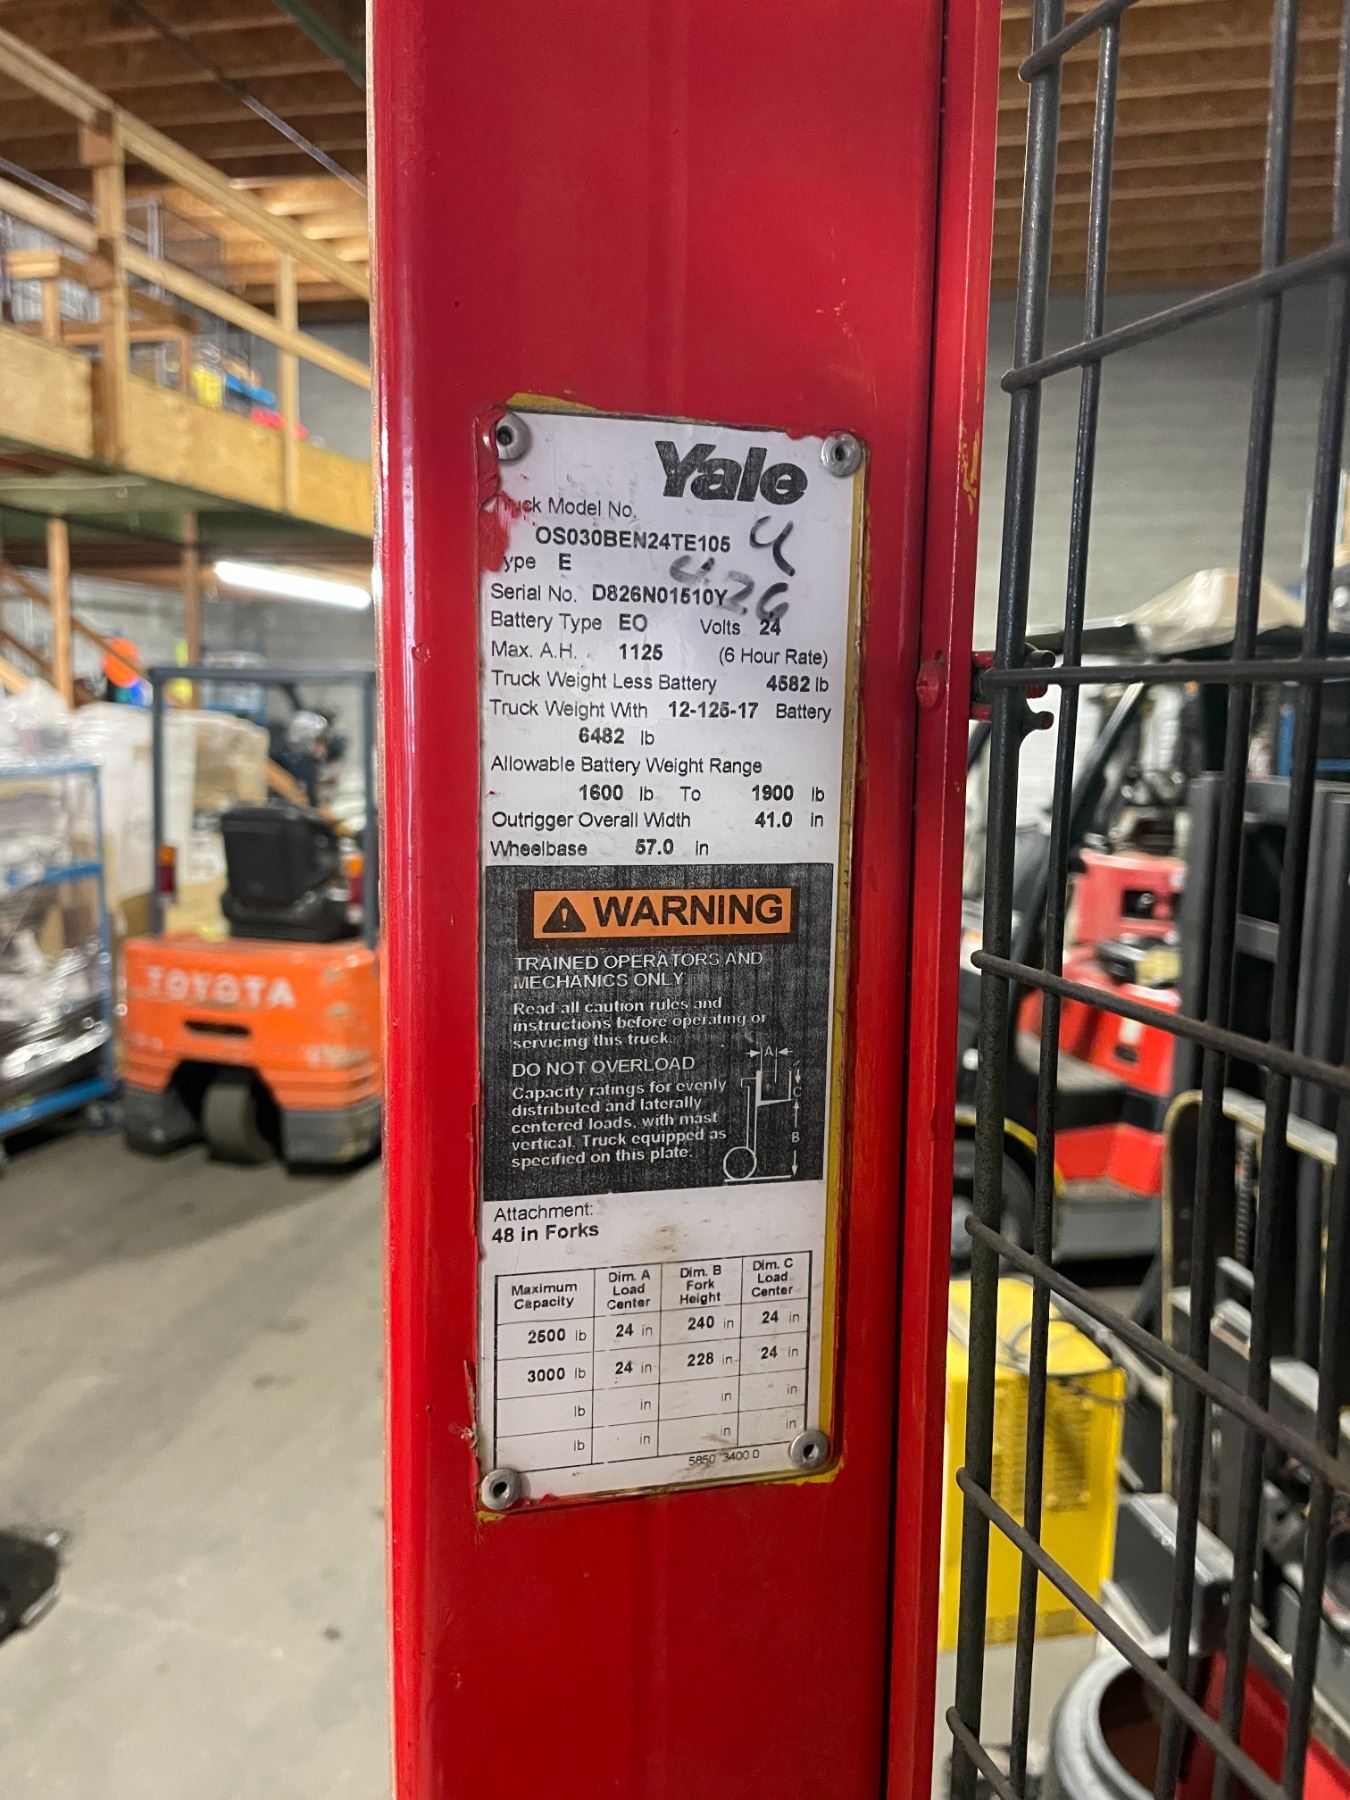 Yale
Truck Model No.
OS030BEN24TE105
Type E
Serial No. D826N01510Y
Battery Type EO Volts 24
Max. A.H. 1125 (6 Hour Rate)
Truck Weight Less Battery 4582 lb
Truck Weight With 12-125-17 Battery
6482 lb
Allowable Battery Weight Range
1600 lb To 1900 lb
Outrigger Overall Width 41.0 in
Wheelbase 57.0 in
WARNING
TRAINED OPERATORS AND
MECHANICS ONLY
Read all caution rules and
instructions before operating or
servicing this truck.
DO NOT OVERLOAD
Capacity ratings for evenly
distributed and laterally
centered loads, with mast
vertical. Truck equipped as
specified on this plate.
A
C
B
Attachment:
48 in Forks
Maximum Capacity Dim. A Load Center Dim. B Fork Height Dim. C Load Center
2500 lb 24 in 240 in 24 in
3000 lb 24 in 228 in 24 in
lb in in in
lb in in in
5850 3400 0
TOYOTA